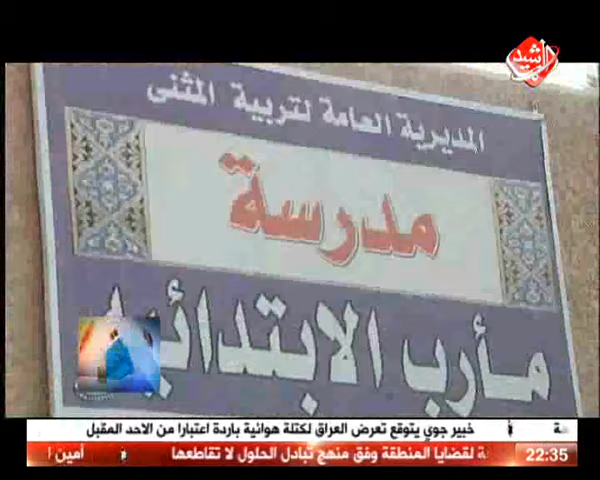 الرشيد
المديرية العامة لتربية المثنى
مدرسة
مأرب الابتدائية
خبير جوي يتوقع تعرض العراق لكتلة هوائية باردة اعتبارا من الاحد المقبل
ة لقضايا المنطقة وفق منهج تبادل الحلول لا تقاطعها
أمين ا
22:35